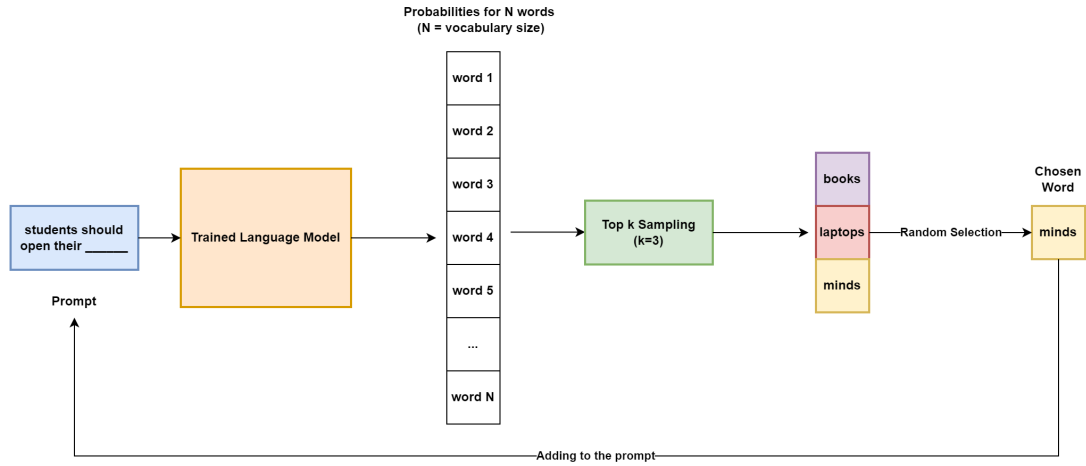 Probabilities for N words
(N = vocabulary size)
word 1
word 2
word 3
word 4
word 5
...
word N
students should
open their ______
Prompt
Trained Language Model
Top k Sampling
(k=3)
books
laptops
minds
Random Selection
Chosen
Word
minds
Adding to the prompt